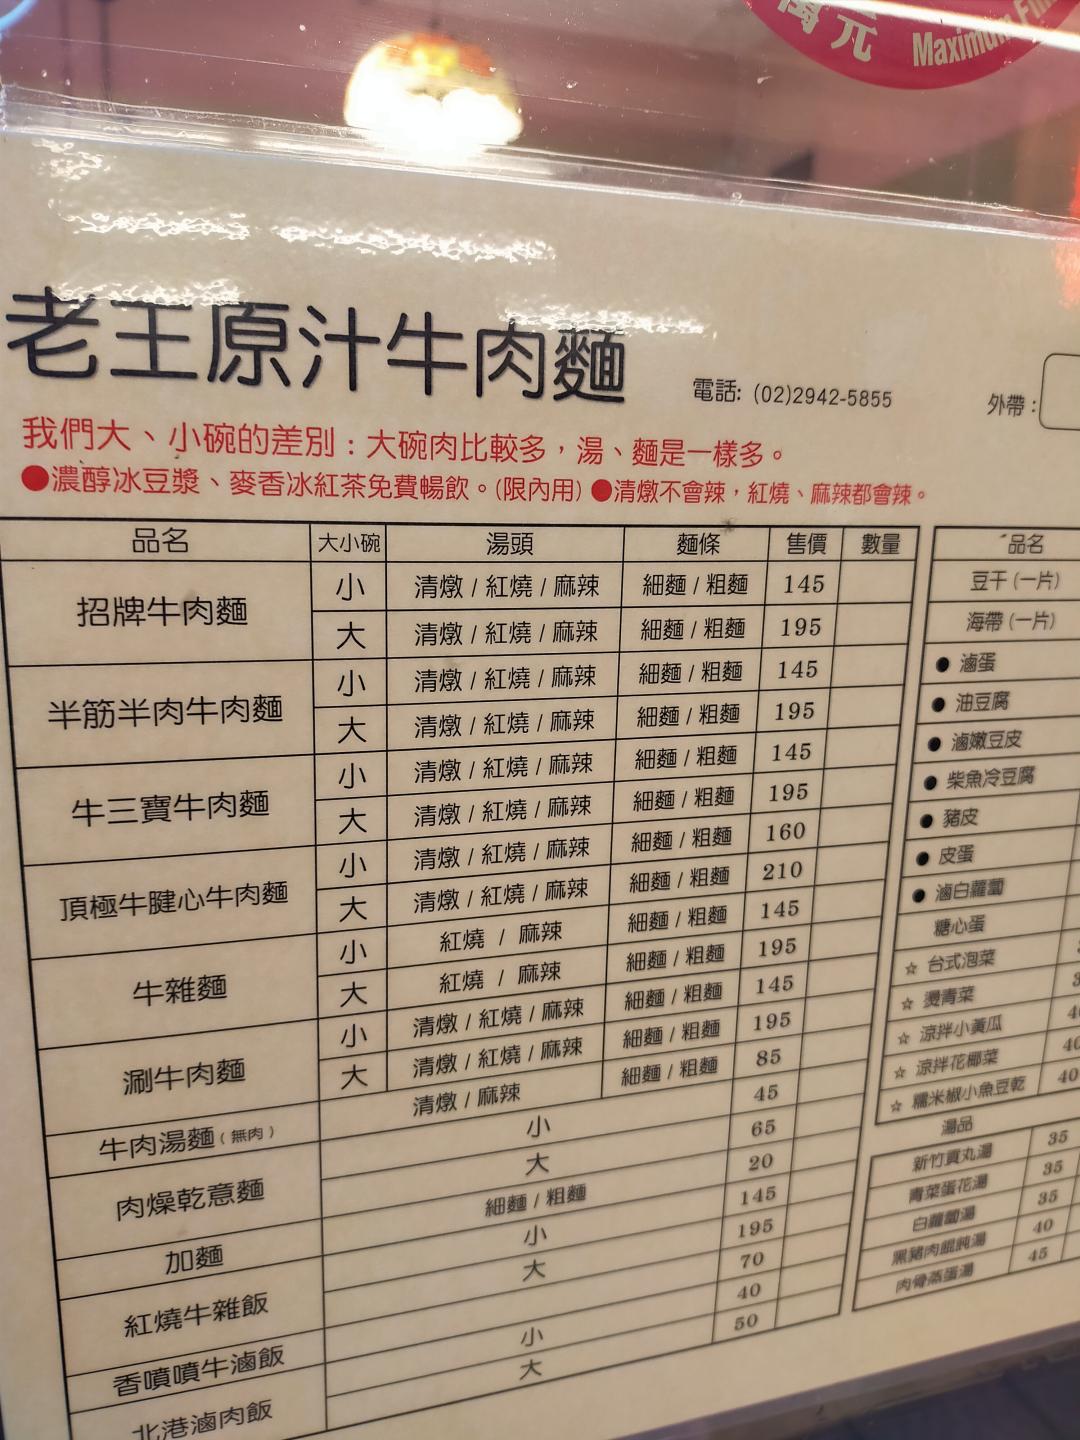 萬元
Maximum Fin
老王原汁牛肉麵
電話: (02)2942-5855
外帶：
我們大、小碗的差別：大碗肉比較多，湯、麵是一樣多。
●濃醇冰豆漿、麥香冰紅茶免費暢飲。(限內用) ●清燉不會辣，紅燒、麻辣都會辣。
品名 大小碗 湯頭 麵條 售價 數量
招牌牛肉麵 小 清燉 / 紅燒 / 麻辣 細麵 / 粗麵 145
大 清燉 / 紅燒 / 麻辣 細麵 / 粗麵 195
半筋半肉牛肉麵 小 清燉 / 紅燒 / 麻辣 細麵 / 粗麵 145
大 清燉 / 紅燒 / 麻辣 細麵 / 粗麵 195
牛三寶牛肉麵 小 清燉 / 紅燒 / 麻辣 細麵 / 粗麵 145
大 清燉 / 紅燒 / 麻辣 細麵 / 粗麵 195
頂極牛腱心牛肉麵 小 清燉 / 紅燒 / 麻辣 細麵 / 粗麵 160
大 清燉 / 紅燒 / 麻辣 細麵 / 粗麵 210
牛雜麵 小 紅燒 / 麻辣 細麵 / 粗麵 145
大 紅燒 / 麻辣 細麵 / 粗麵 195
涮牛肉麵 小 清燉 / 紅燒 / 麻辣 細麵 / 粗麵 145
大 清燉 / 紅燒 / 麻辣 細麵 / 粗麵 195
牛肉湯麵(無肉) 清燉 / 麻辣 細麵 / 粗麵 85
肉燥乾意麵 小 45
大 65
加麵 細麵 / 粗麵 20
紅燒牛雜飯 小 145
大 195
香噴噴牛滷飯 70
北港滷肉飯 小 40
大 50
品名
豆干(一片)
海帶(一片)
● 滷蛋
● 油豆腐
● 滷嫩豆皮
● 柴魚冷豆腐
● 豬皮
● 皮蛋
● 滷白蘿蔔
糖心蛋
☆ 台式泡菜
☆ 燙青菜
☆ 涼拌小黃瓜
☆ 涼拌花椰菜 40
☆ 糯米椒小魚豆乾 40
湯品
新竹貢丸湯 35
青菜蛋花湯 35
白蘿蔔湯 35
黑豬肉餛飩湯 40
肉骨蒸蛋湯 45